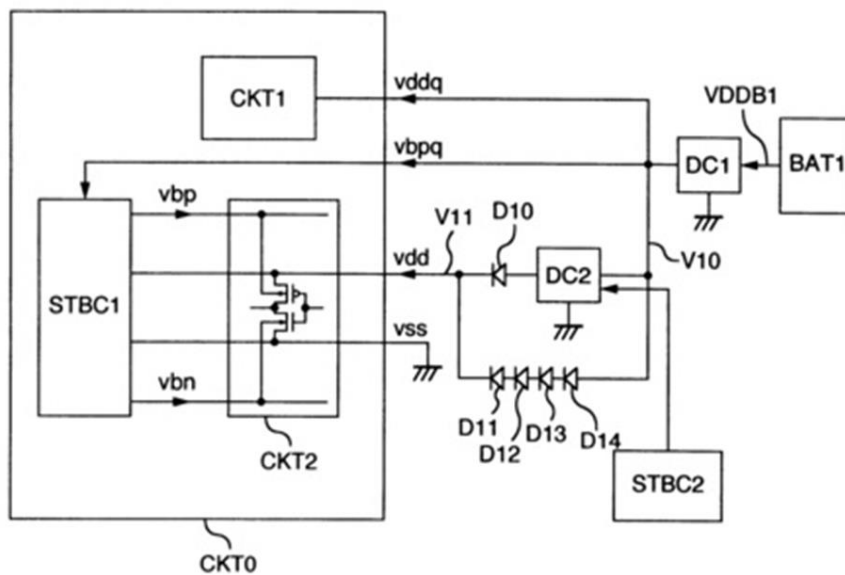 vddq
VDDB1
CKT1
vbpq
DC1
BAT1
vbp
V11
D10
vdd
DC2
V10
STBC1
vss
vbn
D11
D12
D13
D14
CKT2
STBC2
CKT0